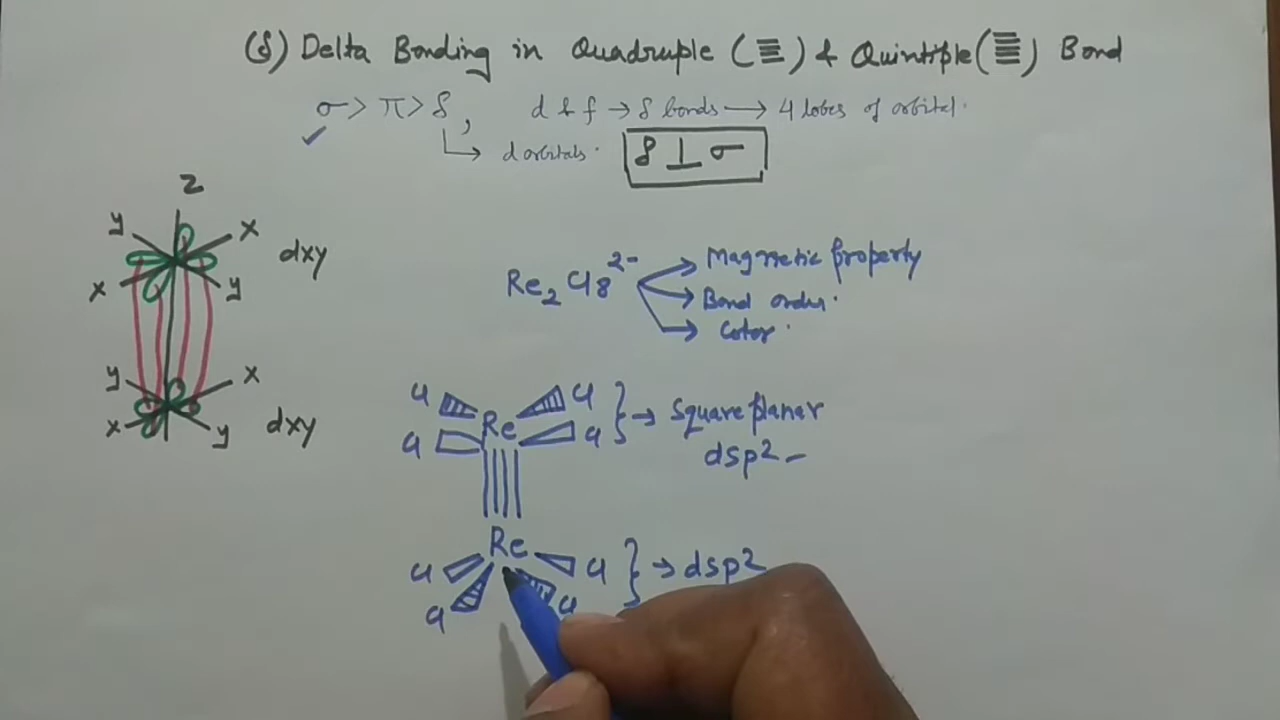 (δ) Delta Bonding in Quadruple (≣) & Quintiple (≣) Bond
σ > π > δ, d & f → δ bonds → 4 lobes of orbital.
↳ d orbitals. δ ⊥ σ
Z
y x dxy
x y
y x
x y dxy
Re2Cl8 2- → Magnetic property
→ Bond order.
→ Color.
Cl Cl
Re } → Square planar
Cl Cl
dsp2 -
Re
Cl Cl } → dsp2
Cl Cl